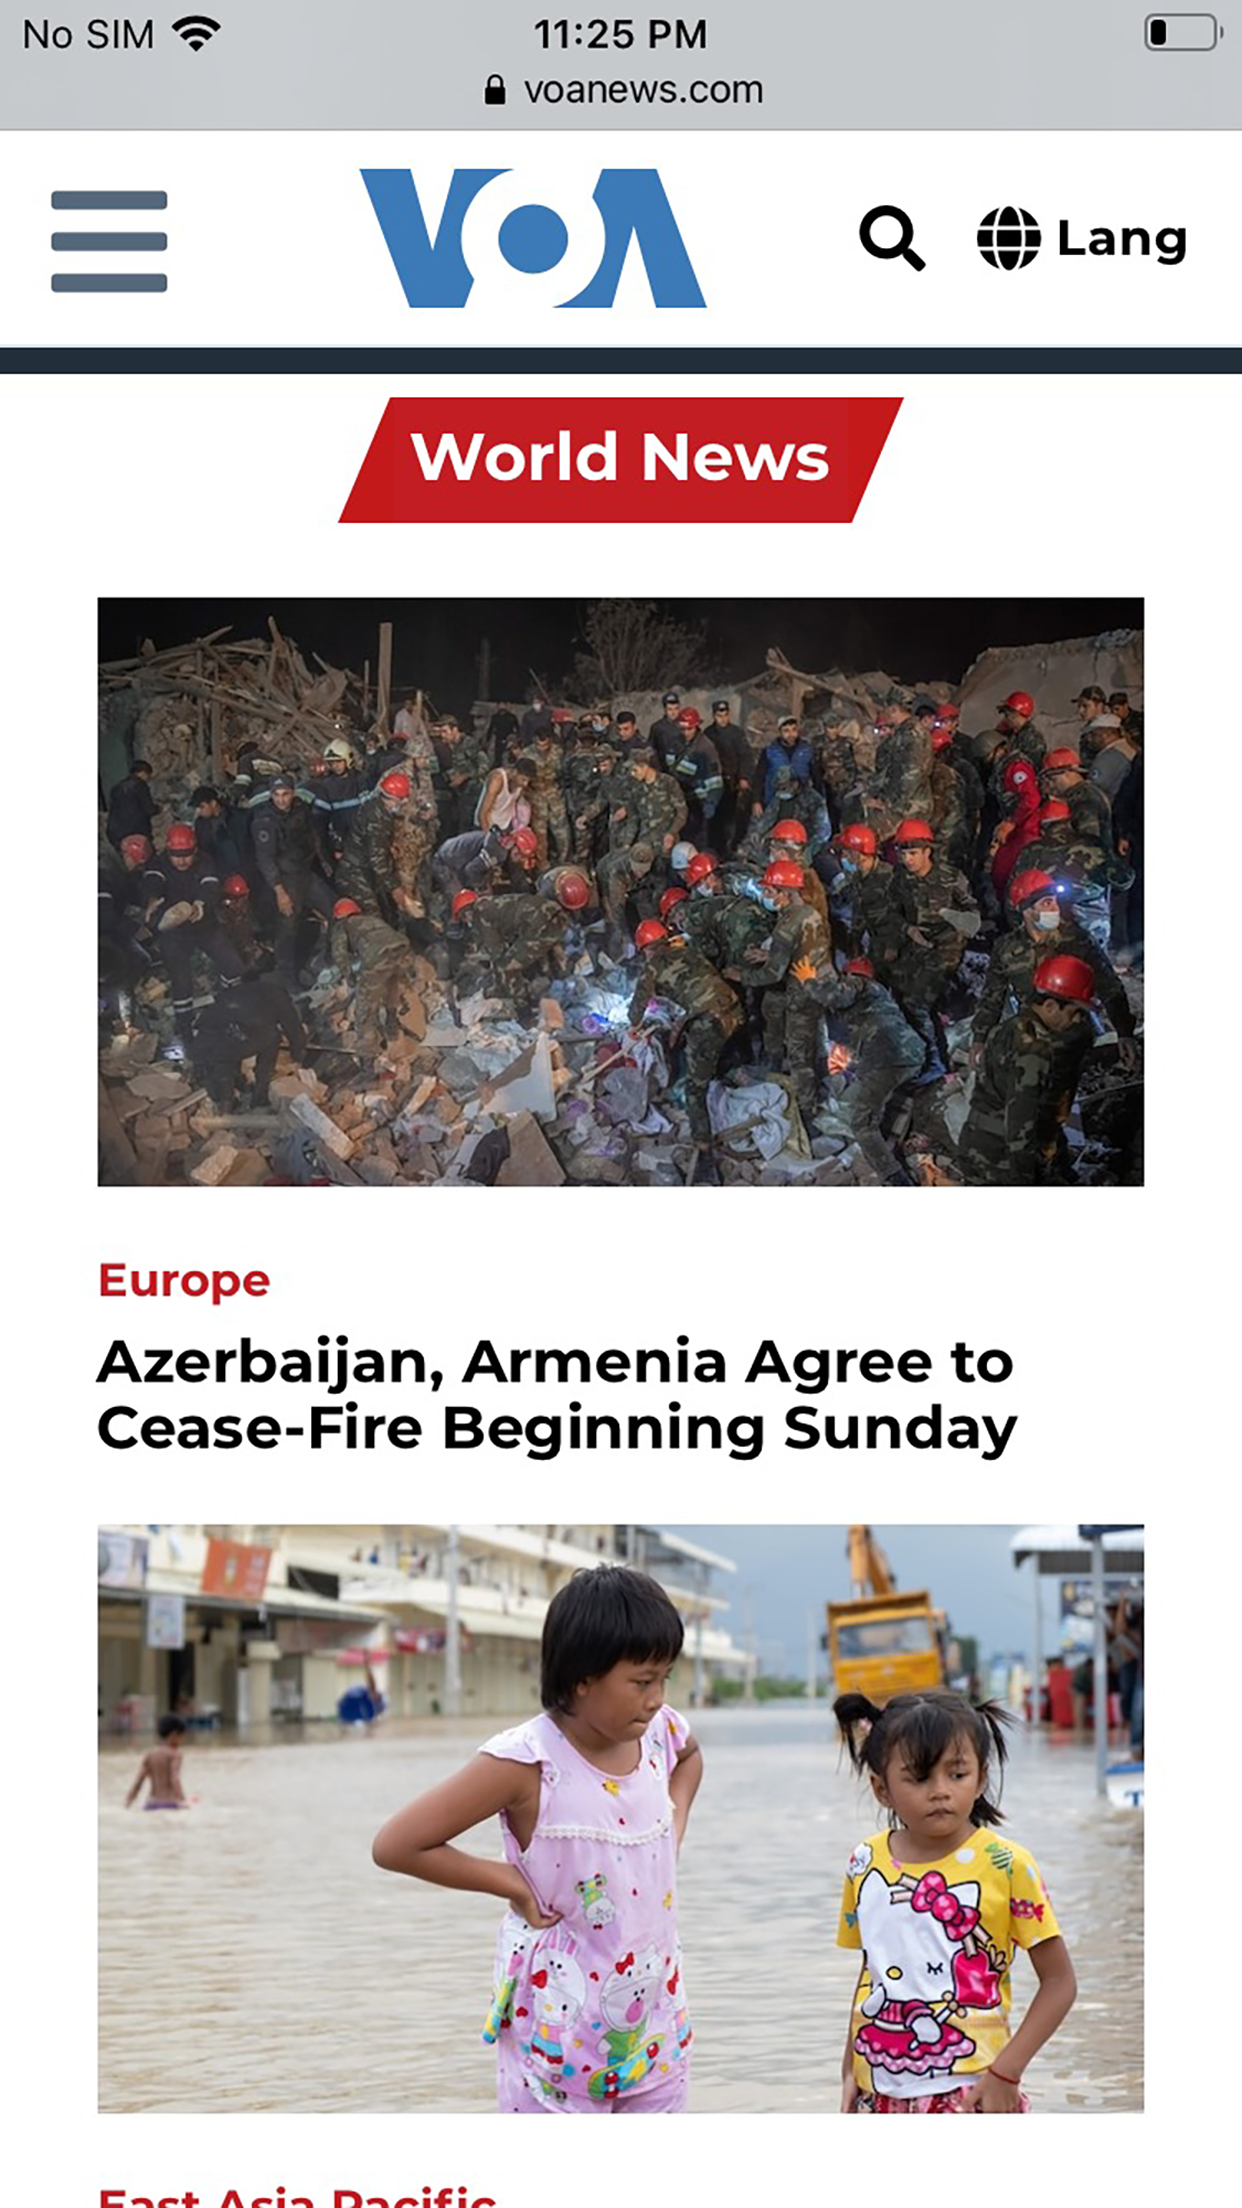 No SIM 11:25 PM
voanews.com
VOA
Lang
World News
Europe
Azerbaijan, Armenia Agree to
Cease-Fire Beginning Sunday
East Asia Pacific